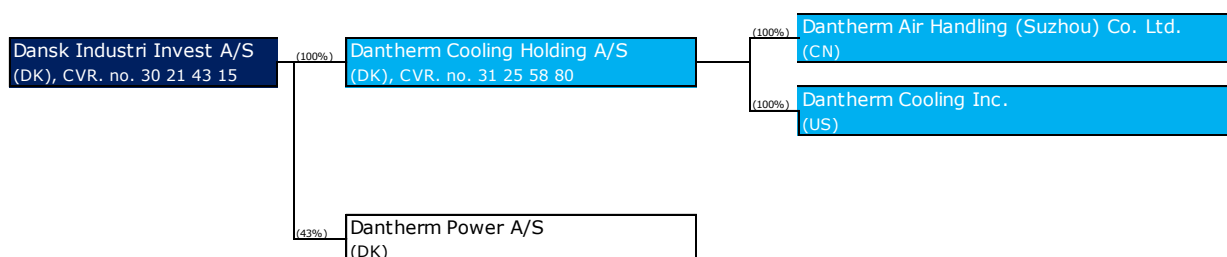 Dansk Industri Invest A/S
(DK), CVR. no. 30 21 43 15
(100%)
Dantherm Cooling Holding A/S
(DK), CVR. no. 31 25 58 80
(100%)
Dantherm Air Handling (Suzhou) Co. Ltd.
(CN)
(100%)
Dantherm Cooling Inc.
(US)
(43%)
Dantherm Power A/S
(DK)